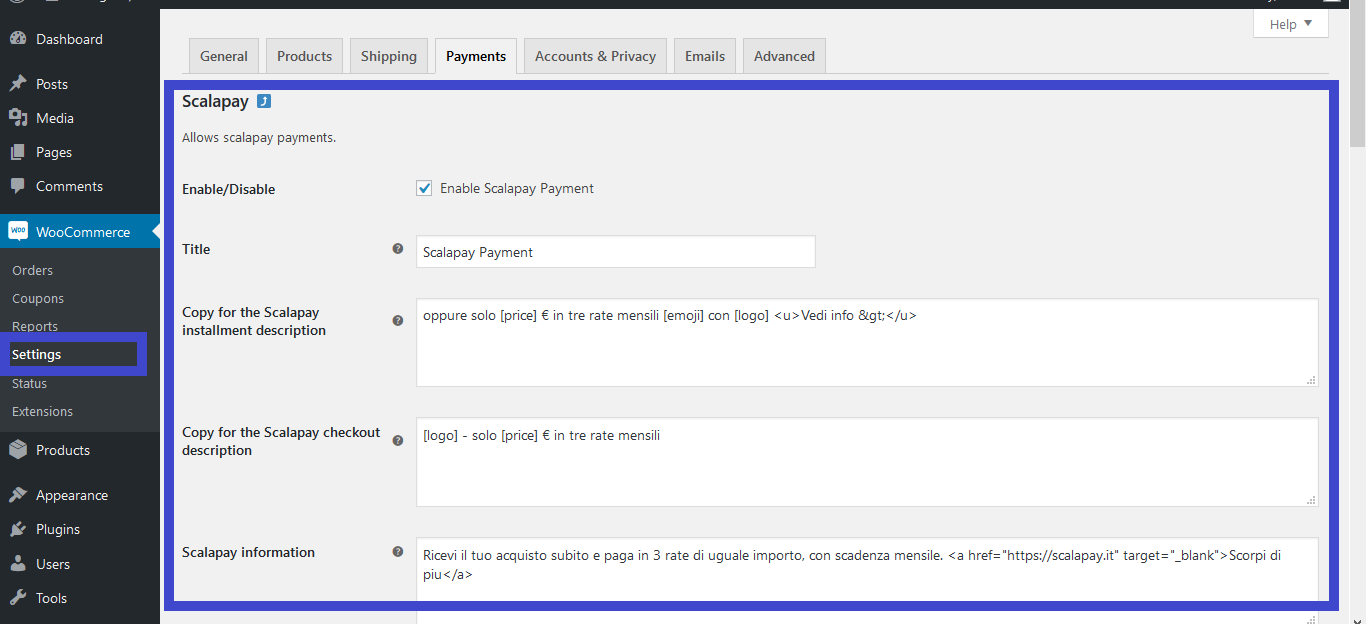 Help
Dashboard
Posts
Media
Pages
Comments
WooCommerce
Orders
Coupons
Reports
Settings
Status
Extensions
Products
Appearance
Plugins
Users
Tools
General
Products
Shipping
Payments
Accounts & Privacy
Emails
Advanced
Scalapay
Allows scalapay payments.
Enable/Disable
Enable Scalapay Payment
Title
Scalapay Payment
Copy for the Scalapay
installment description
oppure solo [price] € in tre rate mensili [emoji] con [logo] <u>Vedi info &gt;</u>
Copy for the Scalapay checkout
description
[logo] - solo [price] € in tre rate mensili
Scalapay information
Ricevi il tuo acquisto subito e paga in 3 rate di uguale importo, con scadenza mensile. <a href="https://scalapay.it" target="_blank">Scorpi di
piu</a>